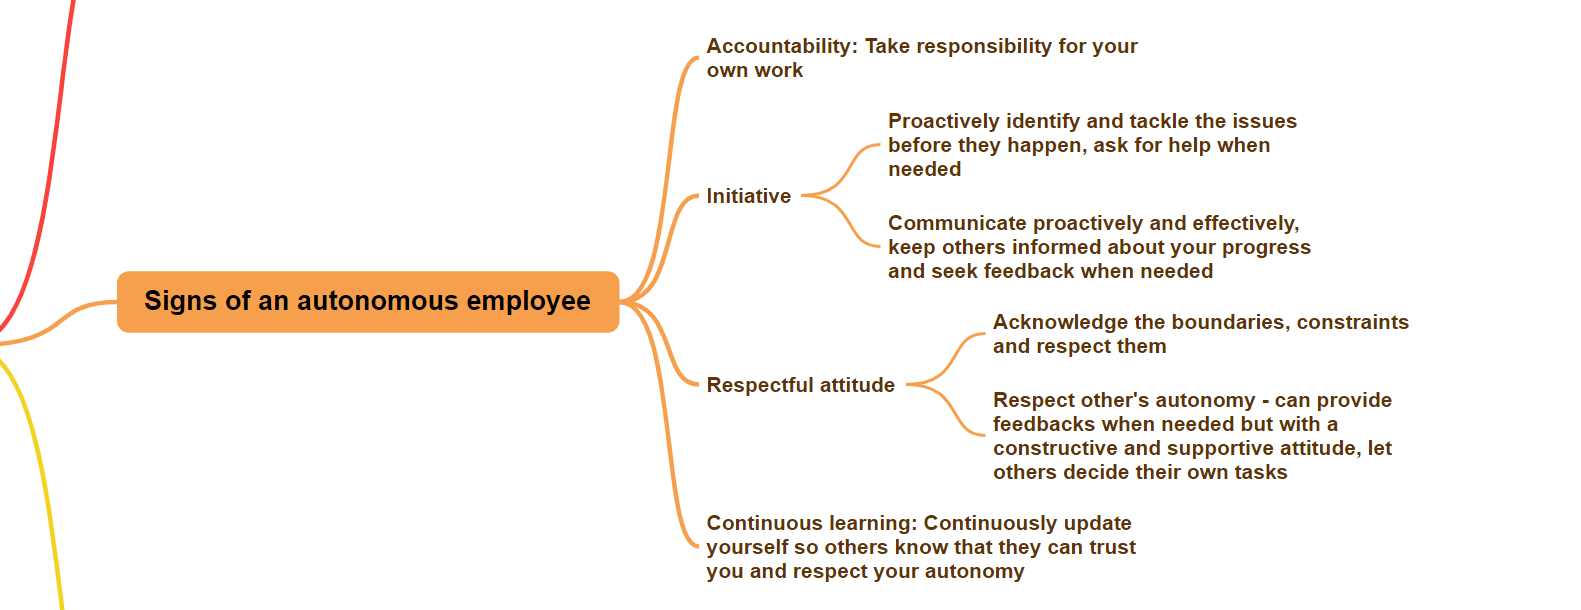 Accountability: Take responsibility for your
own work
Proactively identify and tackle the issues
before they happen, ask for help when
needed
Initiative
Communicate proactively and effectively,
keep others informed about your progress
and seek feedback when needed
Signs of an autonomous employee
Acknowledge the boundaries, constraints
and respect them
Respectful attitude
Respect other's autonomy - can provide
feedbacks when needed but with a
constructive and supportive attitude, let
others decide their own tasks
Continuous learning: Continuously update
yourself so others know that they can trust
you and respect your autonomy